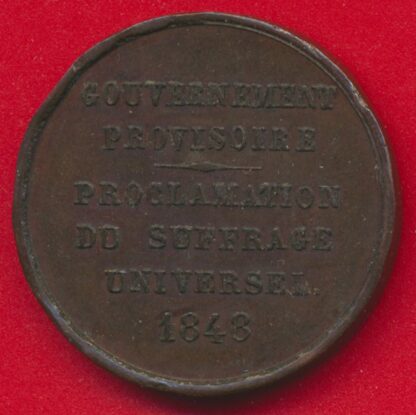 GOUVERNEMENT
PROVISOIRE
PROCLAMATION
DU SUFFRAGE
UNIVERSEL.
1848